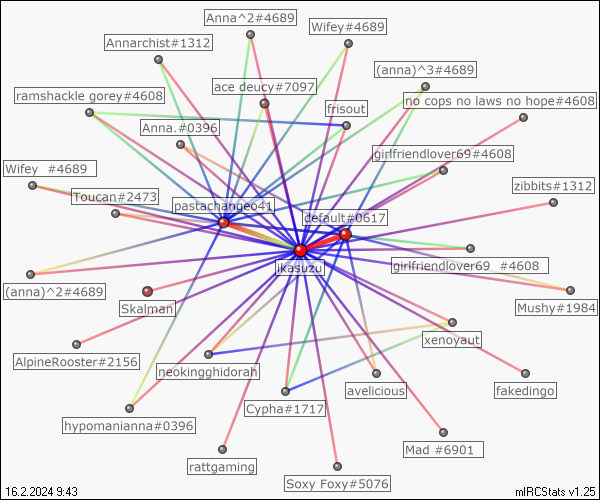 Anna^2#4689
Wifey#4689
Annarchist#1312
(anna)^3#4689
ace deucy#7097
ramshackle gorey#4608
no cops no laws no hope#4608
frisout
Anna.#0396
girlfriendlover69#4608
Wifey #4689
zibbits#1312
Toucan#2473
pastachangeo41
default#0617
ikasuzu
girlfriendlover69 #4608
(anna)^2#4689
Skalman
Mushy#1984
xenoyaut
AlpineRooster#2156
neokingghidorah
avelicious
fakedingo
Cypha#1717
hypomanianna#0396
Mad #6901
rattgaming
Soxy Foxy#5076
16.2.2024 9:43
mIRCStats v1.25